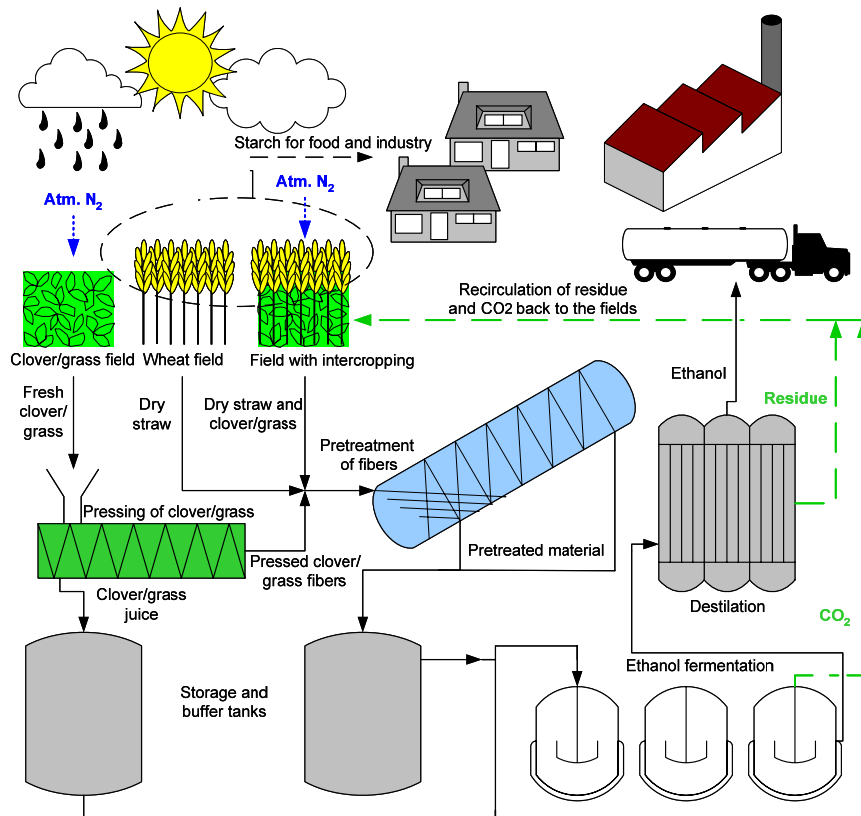 Starch for food and industry
Atm. N2
Atm. N2
Recirculation of residue
and CO2 back to the fields
Clover/grass field
Wheat field
Field with intercropping
Fresh
clover/
grass
Dry
straw
Dry straw and
clover/grass
Pretreatment
of fibers
Ethanol
Residue
Pressing of clover/grass
Pressed clover/
grass fibers
Pretreated material
Clover/grass
juice
Destilation
CO2
Storage and
buffer tanks
Ethanol fermentation